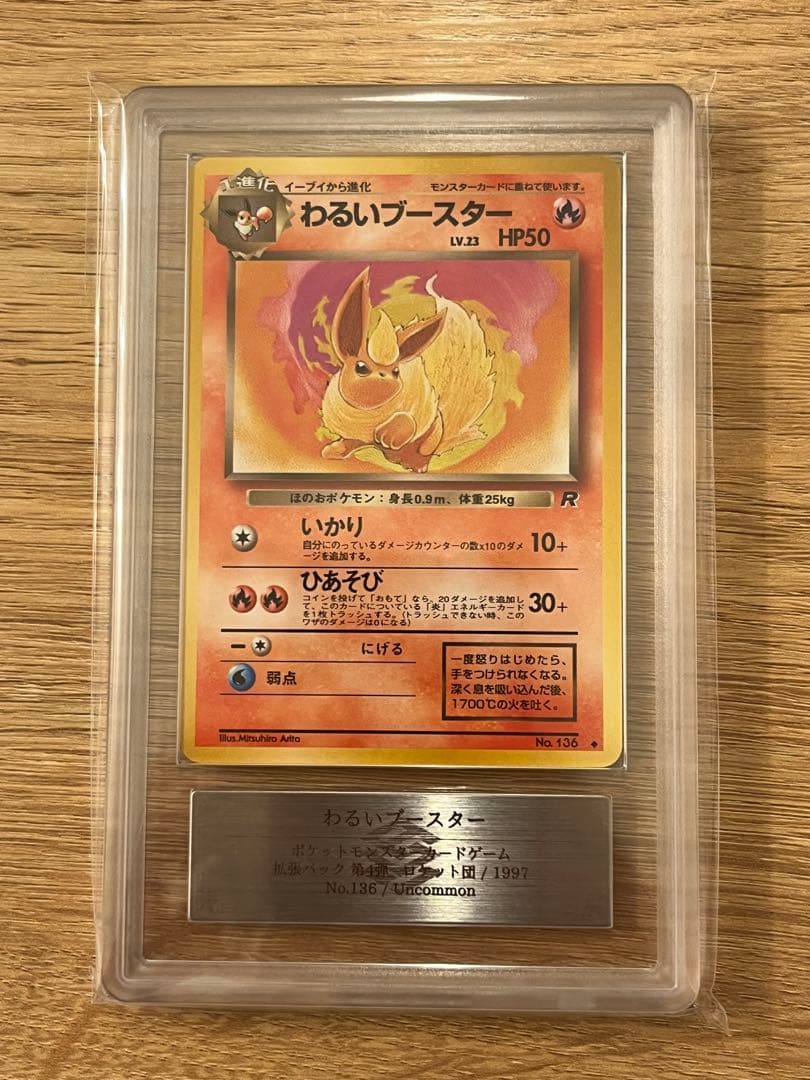 1進化
イーブイから進化
モンスターカードに重ねて使います。
わるいブースター
LV.23 HP50
ほのおポケモン：身長0.9m、体重25kg
R
いかり
自分にのっているダメージカウンターの数x10のダメ
ージを追加する。
10+
ひあそび
コインを投げて「おもて」なら、20ダメージを追加し
て、このカードについている「炎」エネルギーカード
を1枚トラッシュする。（トラッシュできない時、この
ワザのダメージは0になる）
30+
にげる
弱点
一度怒りはじめたら、
手をつけられなくなる。
深く息を吸い込んだ後、
1700℃の火を吐く。
Illus.Mitsuhiro Arita
No. 136
わるいブースター
ポケットモンスターカードゲーム
拡張パック 第4弾 ロケット団 / 1997
No.136 / Uncommon